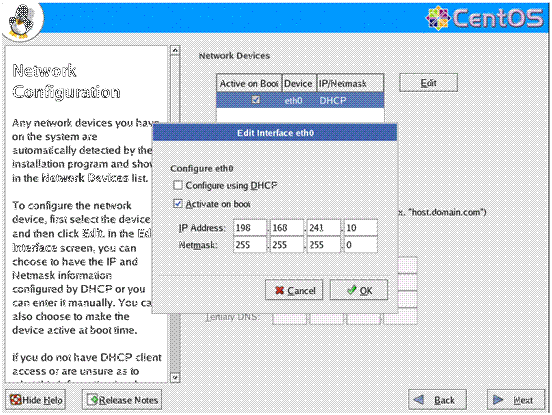 CentOS
Network
Configuration
Any network devices you have
on the system are
automatically detected by the
installation program and show
in the Network Devices list.
To configure the network
device, first select the device
and then click Edit. In the Edit
Interface screen, you can
choose to have the IP and
Netmask information
configured by DHCP or you
can enter it manually. You can
also choose to make the
device active at boot time.
If you do not have DHCP client
access or are unsure as to
Network Devices
Active on Boot Device IP/Netmask
eth0 DHCP
Edit
Edit Interface eth0
Configure eth0
Configure using DHCP
Activate on boot
IP Address: 198 . 168 . 241 . 10
Netmask: 255 . 255 . 255 . 0
Cancel OK
"host.domain.com")
Tertiary DNS:
Hide Help Release Notes Back Next